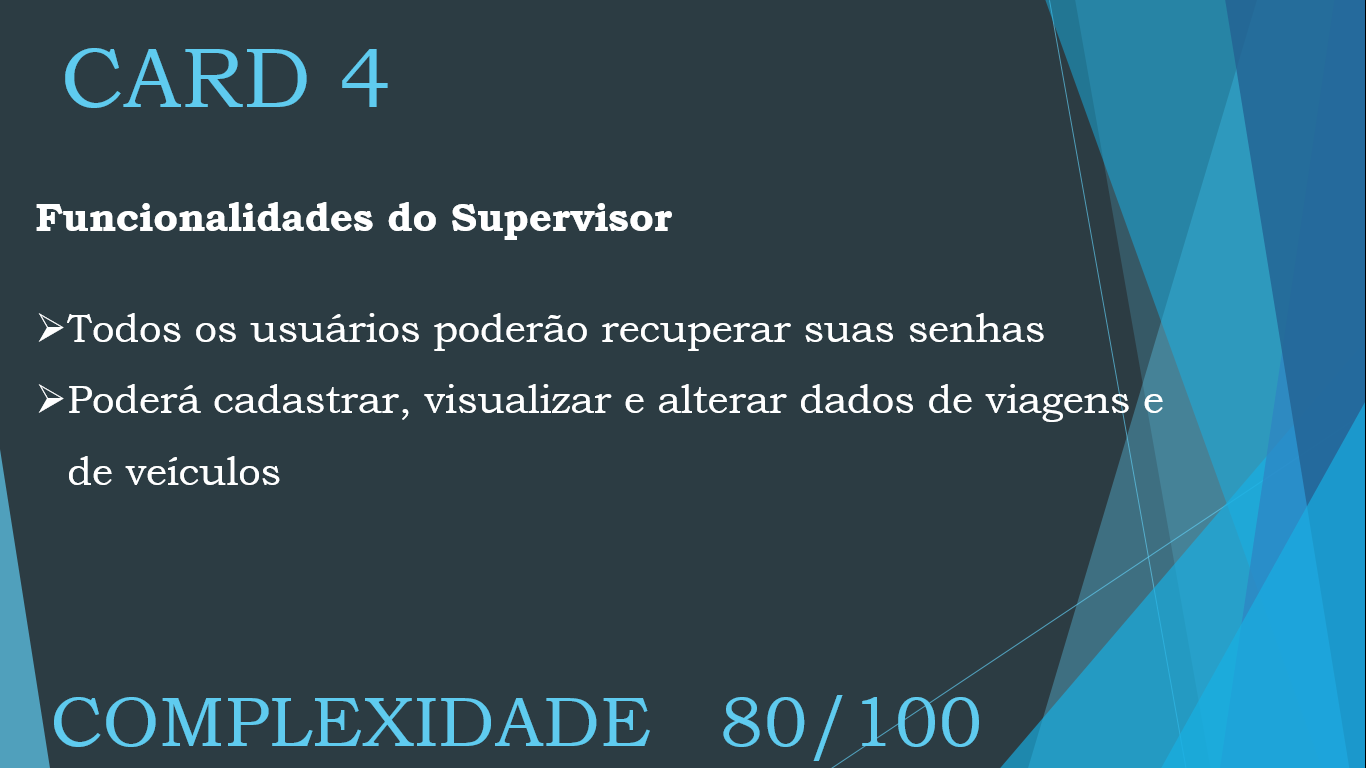 CARD 4
Funcionalidades do Supervisor
➢Todos os usuários poderão recuperar suas senhas
➢Poderá cadastrar, visualizar e alterar dados de viagens e
de veículos
COMPLEXIDADE 80/100